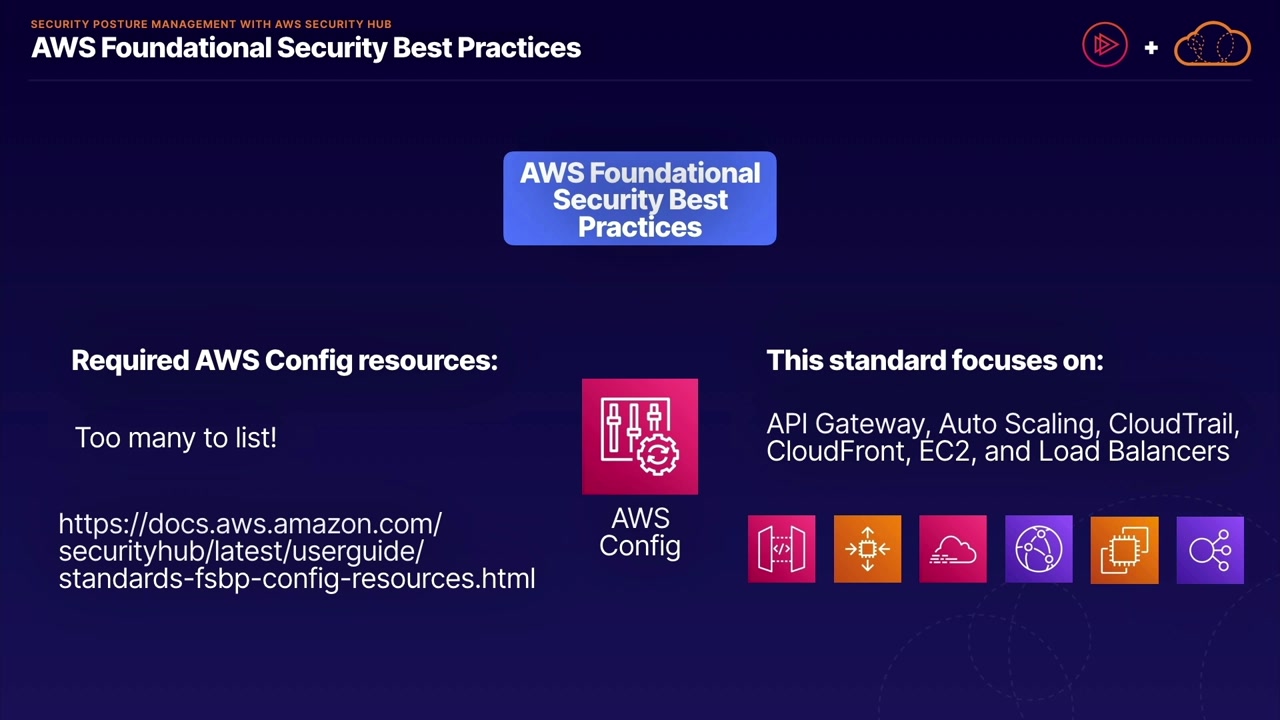 SECURITY POSTURE MANAGEMENT WITH AWS SECURITY HUB
AWS Foundational Security Best Practices
+
AWS Foundational
Security Best
Practices
Required AWS Config resources:
Too many to list!
https://docs.aws.amazon.com/
securityhub/latest/userguide/
standards-fsbp-config-resources.html
AWS
Config
This standard focuses on:
API Gateway, Auto Scaling, CloudTrail,
CloudFront, EC2, and Load Balancers